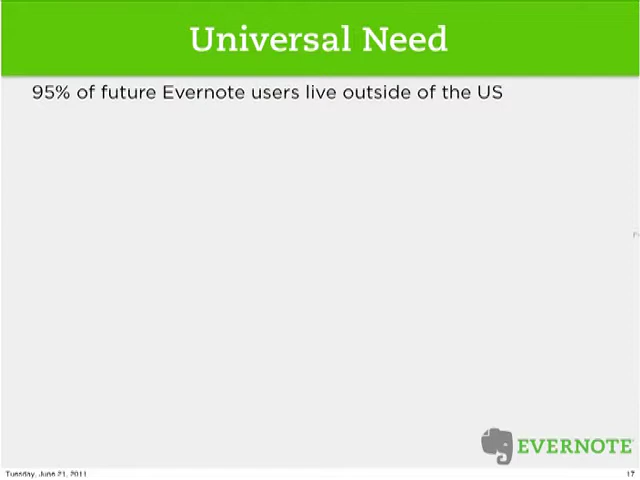 Universal Need
95% of future Evernote users live outside of the US
EVERNOTE
Tuesday, June 21, 2011
17